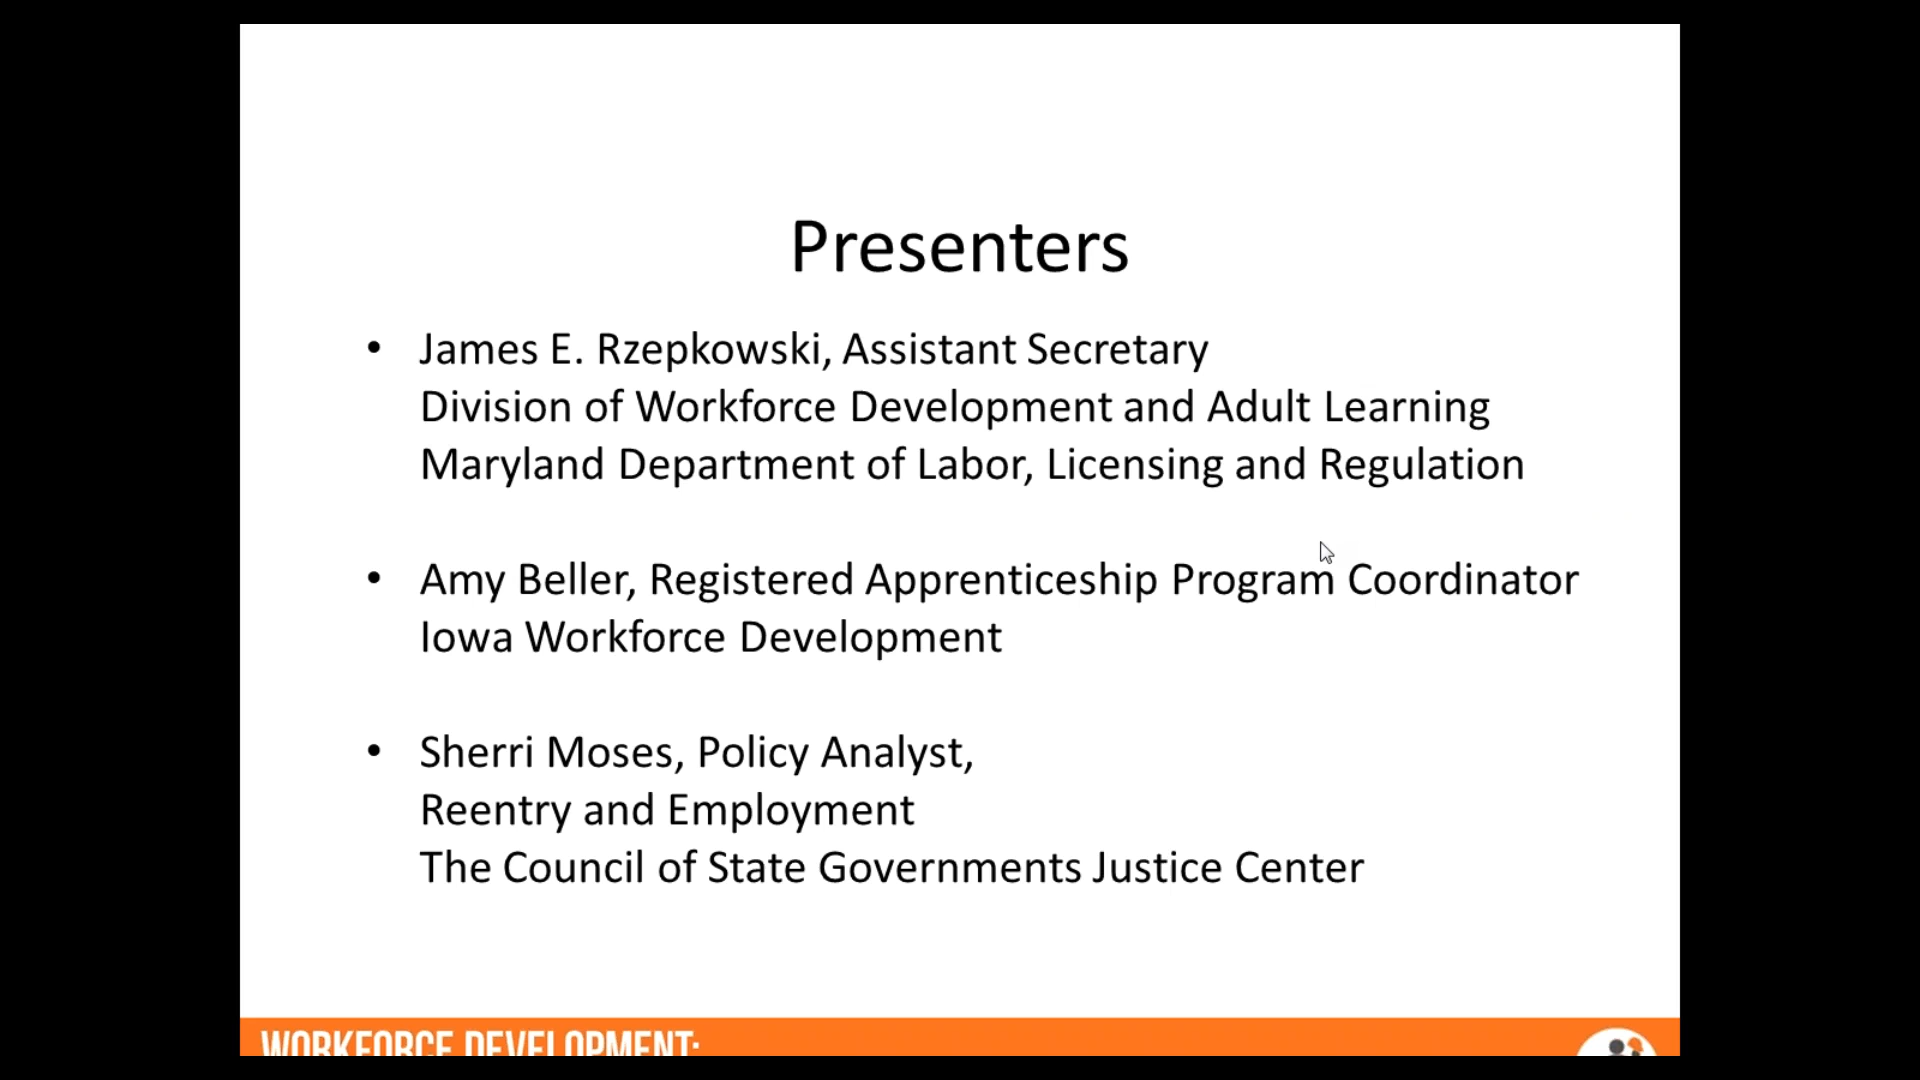 Presenters
• James E. Rzepkowski, Assistant Secretary
Division of Workforce Development and Adult Learning
Maryland Department of Labor, Licensing and Regulation
• Amy Beller, Registered Apprenticeship Program Coordinator
Iowa Workforce Development
• Sherri Moses, Policy Analyst,
Reentry and Employment
The Council of State Governments Justice Center
WORKFORCE DEVELOPMENT: